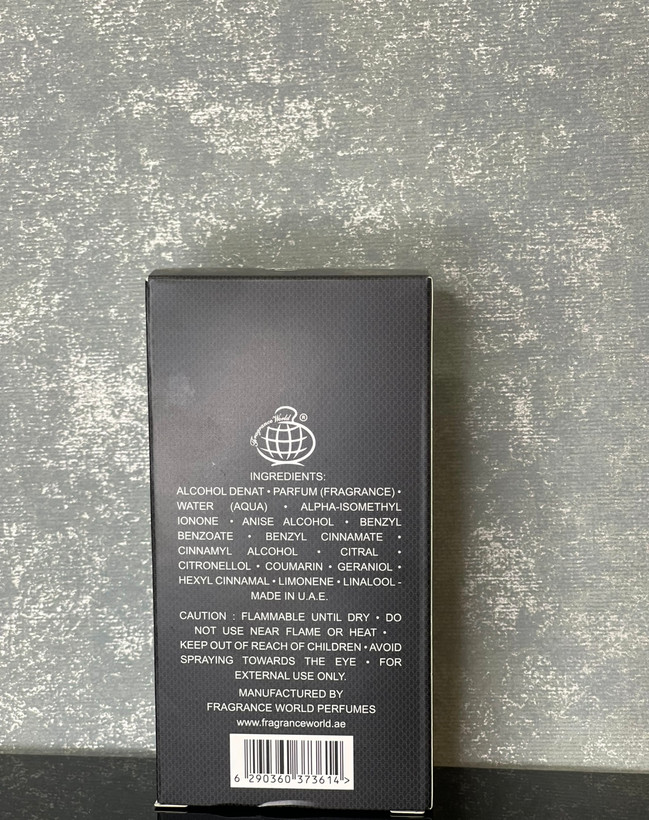 Fragrance World ®
INGREDIENTS:
ALCOHOL DENAT • PARFUM (FRAGRANCE) •
WATER (AQUA) • ALPHA-ISOMETHYL
IONONE • ANISE ALCOHOL • BENZYL
BENZOATE • BENZYL CINNAMATE •
CINNAMYL ALCOHOL • CITRAL •
CITRONELLOL • COUMARIN • GERANIOL •
HEXYL CINNAMAL • LIMONENE • LINALOOL -
MADE IN U.A.E.
CAUTION : FLAMMABLE UNTIL DRY • DO
NOT USE NEAR FLAME OR HEAT •
KEEP OUT OF REACH OF CHILDREN • AVOID
SPRAYING TOWARDS THE EYE • FOR
EXTERNAL USE ONLY.
MANUFACTURED BY
FRAGRANCE WORLD PERFUMES
www.fragranceworld.ae
6 290360 373614 >